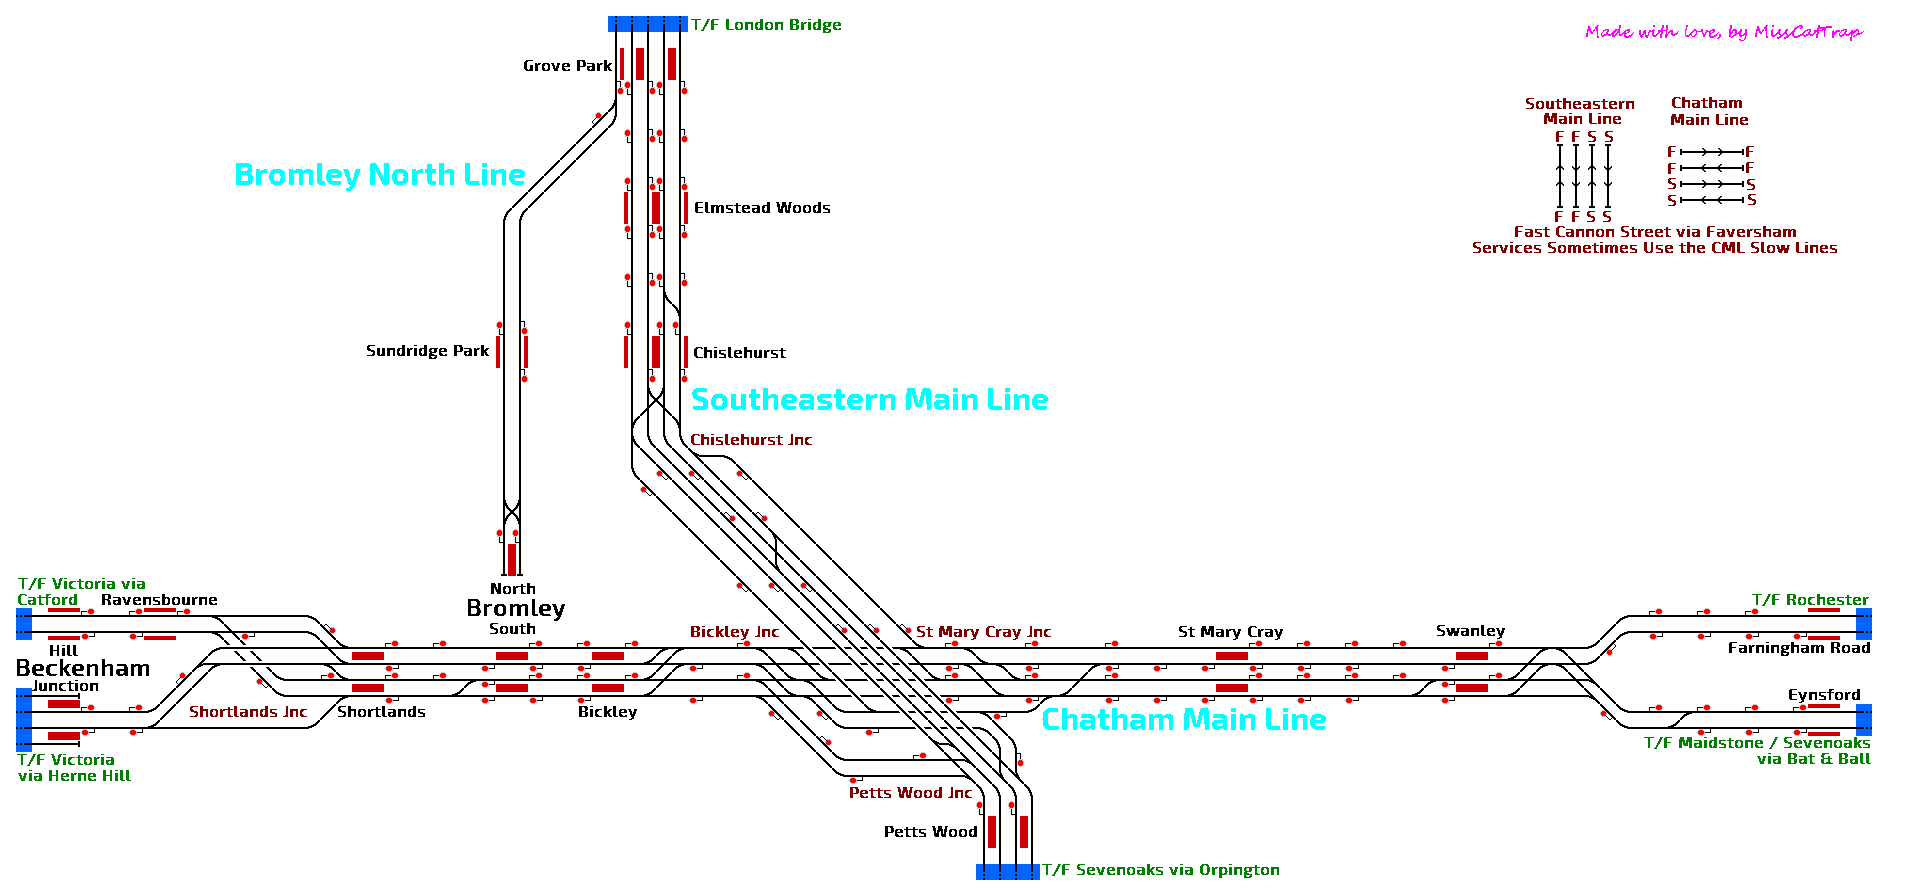 T/F London Bridge
Made with love, by MissCatTrap
Grove Park
Southeastern
Main Line
F F S S
F F S S
Chatham
Main Line
F F
F F
S S
S S
Fast Cannon Street via Faversham
Services Sometimes Use the CML Slow Lines
Bromley North Line
Elmstead Woods
Sundridge Park
Chislehurst
Southeastern Main Line
Chislehurst Jnc
North
Bromley
South
T/F Victoria via
Catford
Ravensbourne
Hill
Beckenham
Junction
Shortlands Jnc
Shortlands
Bickley
Bickley Jnc
St Mary Cray Jnc
St Mary Cray
Swanley
T/F Rochester
Farningham Road
Eynsford
Chatham Main Line
T/F Maidstone / Sevenoaks
via Bat & Ball
T/F Victoria
via Herne Hill
Petts Wood Jnc
Petts Wood
T/F Sevenoaks via Orpington